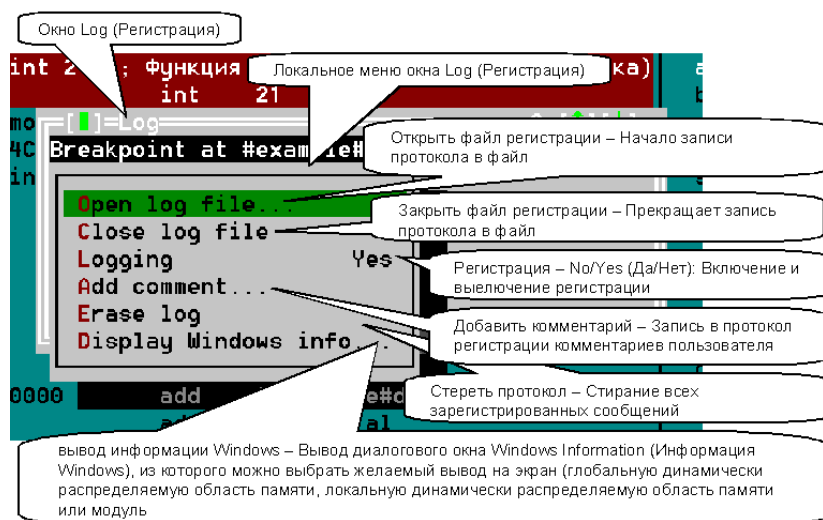 Окно Log (Регистрация)
int 2 ; Функция ка)
Локальное меню окна Log (Регистрация)
int 21
[ ]=Log
4C Breakpoint at #example#
in
Открыть файл регистрации – Начало записи
протокола в файл
Open log file...
Закрыть файл регистрации – Прекращает запись
протокола в файл
Close log file
Logging Yes
Регистрация – No/Yes (Да/Нет): Включение и
выелючение регистрации
Add comment...
Добавить комментарий – Запись в протокол
регистрации комментариев пользователя
Erase log
Display Windows info...
Стереть протокол – Стирание всех
зарегистрированных сообщений
0000 add e#d
al
вывод информации Windows – Вывод диалогового окна Windows Information (Информация
Windows), из которого можно выбрать желаемый вывод на экран (глобальную динамически
распределяемую область памяти, локальную динамически распределяемую область памяти
или модуль